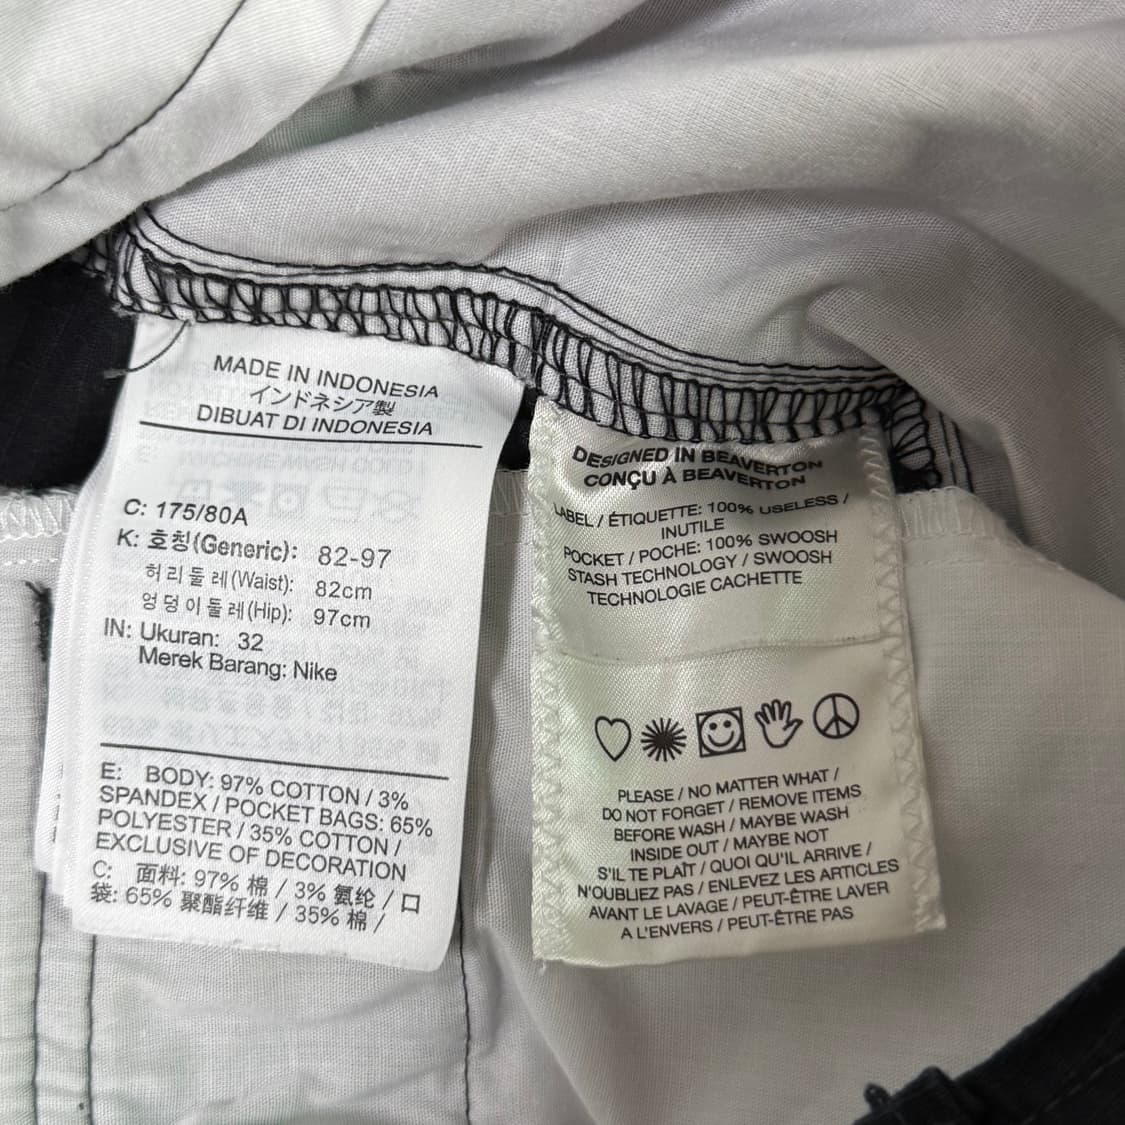 MADE IN INDONESIA
インドネシア製
DIBUAT DI INDONESIA
C: 175/80A
K: 호칭(Generic): 82-97
허리둘레(Waist): 82cm
엉덩이둘레(Hip): 97cm
IN: Ukuran: 32
Merek Barang: Nike
E: BODY: 97% COTTON / 3%
SPANDEX / POCKET BAGS: 65%
POLYESTER / 35% COTTON /
EXCLUSIVE OF DECORATION
C: 面料: 97% 棉 / 3% 氨纶 / 口
袋: 65% 聚酯纤维 / 35% 棉 /
DESIGNED IN BEAVERTON
CONÇU À BEAVERTON
LABEL / ÉTIQUETTE: 100% USELESS /
INUTILE
POCKET / POCHE: 100% SWOOSH
STASH TECHNOLOGY / SWOOSH
TECHNOLOGIE CACHETTE
PLEASE / NO MATTER WHAT /
DO NOT FORGET / REMOVE ITEMS
BEFORE WASH / MAYBE WASH
INSIDE OUT / MAYBE NOT
S'IL TE PLAÎT / QUOI QU'IL ARRIVE /
N'OUBLIEZ PAS / ENLEVEZ LES ARTICLES
AVANT LE LAVAGE / PEUT-ÊTRE LAVER
A L'ENVERS / PEUT-ÊTRE PAS